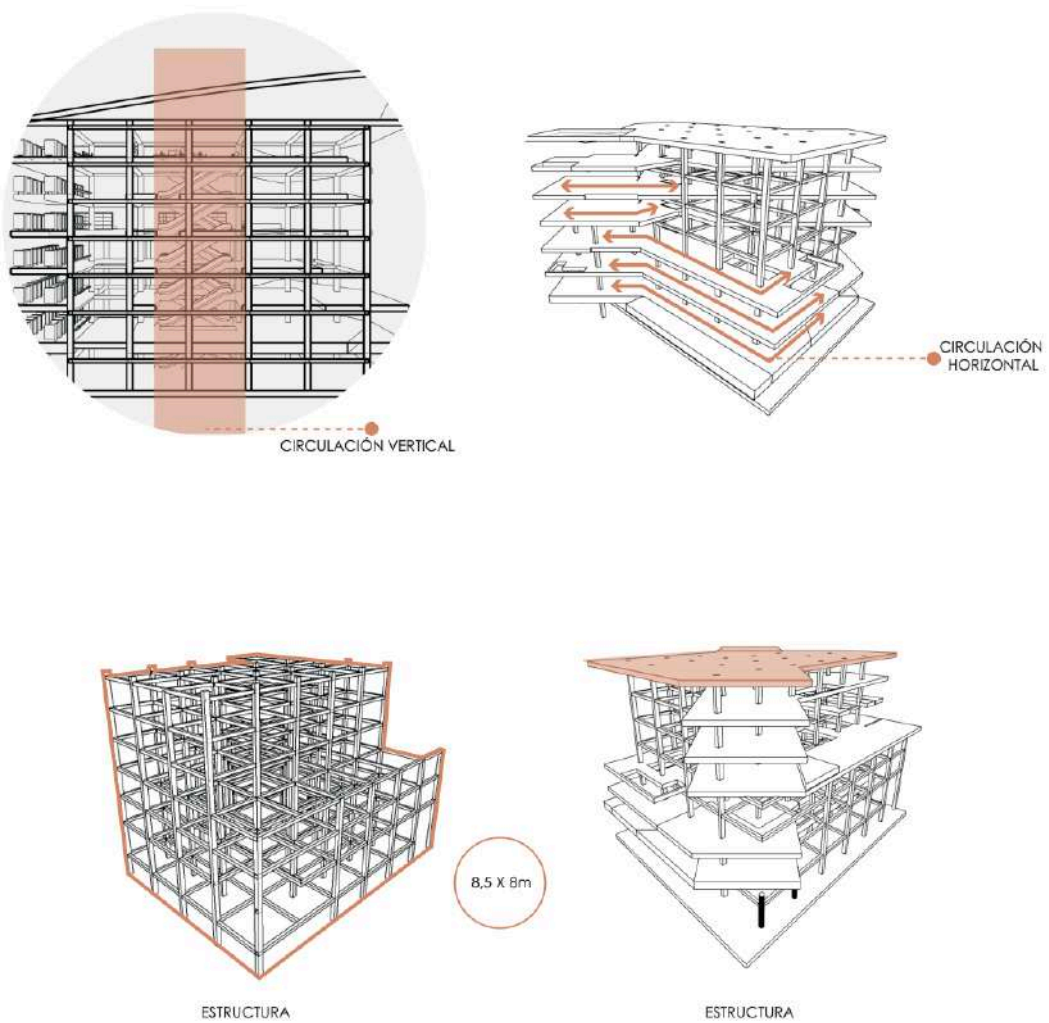 CIRCULACIÓN VERTICAL
CIRCULACIÓN
HORIZONTAL
8,5 X 8m
ESTRUCTURA
ESTRUCTURA